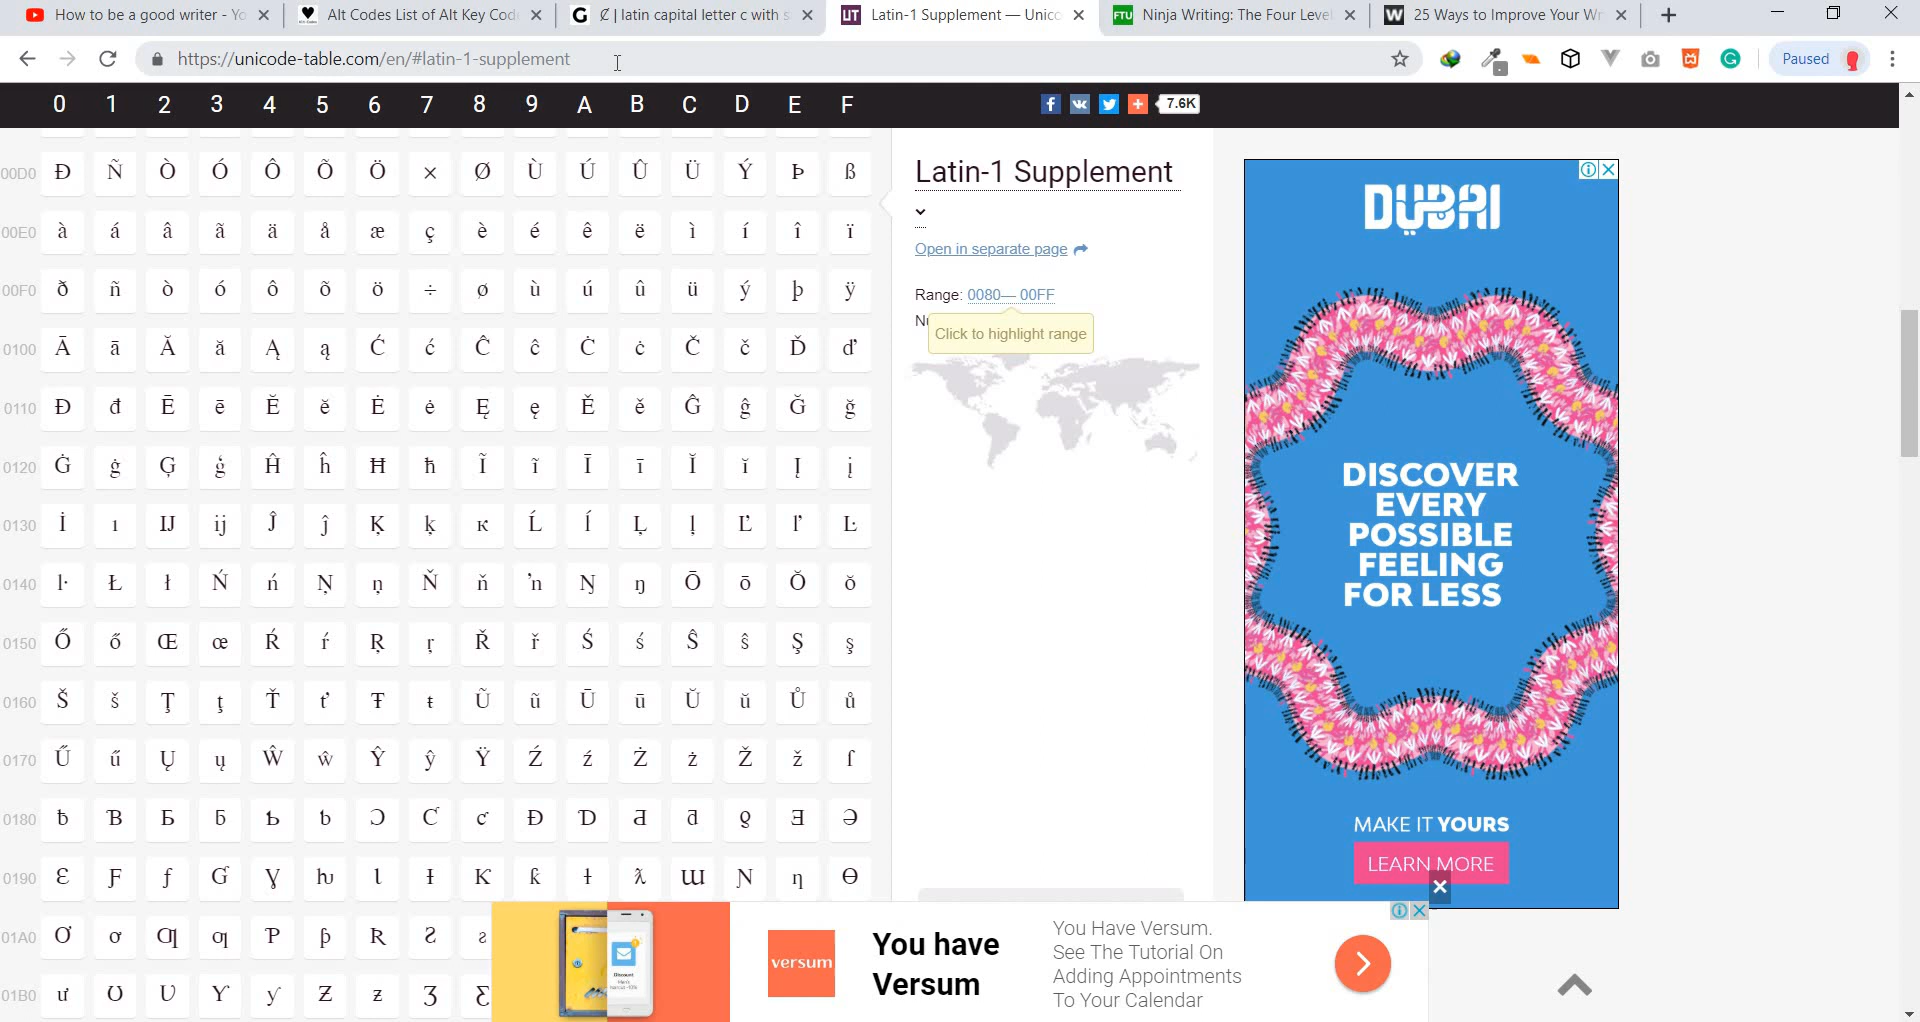 How to be a good writer - Yo
Alt Codes List of Alt Key Cod
Ȼ | latin capital letter c with s
Latin-1 Supplement — Unico
Ninja Writing: The Four Level
25 Ways to Improve Your Wr
https://unicode-table.com/en/#latin-1-supplement
Paused
0 1 2 3 4 5 6 7 8 9 A B C D E F
7.6K
00D0 Ð Ñ Ò Ó Ô Õ Ö × Ø Ù Ú Û Ü Ý Þ ß
00E0 à á â ã ä å æ ç è é ê ë ì í î ï
00F0 ð ñ ò ó ô õ ö ÷ ø ù ú û ü ý þ ÿ
0100 Ā ā Ă ă Ą ą Ć ć Ĉ ĉ Ċ ċ Č č Ď ď
0110 Đ đ Ē ē Ĕ ĕ Ė ė Ę ę Ě ě Ĝ ĝ Ğ ğ
0120 Ġ ġ Ģ ģ Ĥ ĥ Ħ ħ Ĩ ĩ Ī ī Ĭ ĭ Į į
0130 İ ı Ĳ ĳ Ĵ ĵ Ķ ķ ĸ Ĺ ĺ Ļ ļ Ľ ľ Ŀ
0140 ŀ Ł ł Ń ń Ņ ņ Ň ň ŉ Ŋ ŋ Ō ō Ŏ ŏ
0150 Ő ő Œ œ Ŕ ŕ Ŗ ŗ Ř ř Ś ś Ŝ ŝ Ş ş
0160 Š š Ţ ţ Ť ť Ŧ ŧ Ũ ũ Ū ū Ŭ ŭ Ů ů
0170 Ű ű Ų ų Ŵ ŵ Ŷ ŷ Ÿ Ź ź Ż ż Ž ž ſ
0180 ƀ Ɓ Ƃ ƃ Ƅ ƅ Ɔ Ƈ ƈ Ɖ Ɗ Ƌ ƌ ƍ Ǝ Ə
0190 Ɛ Ƒ ƒ Ɠ Ɣ ƕ Ɩ Ɨ Ƙ ƙ ƚ ƛ Ɯ Ɲ ƞ Ɵ
01A0 Ơ ơ Ƣ ƣ Ƥ ƥ Ʀ Ƨ ƨ
01B0 ư Ʊ Ʋ Ƴ ƴ Ƶ ƶ Ʒ Ƹ
Latin-1 Supplement
Open in separate page
Range: 0080— 00FF
Click to highlight range
DUBAI
DISCOVER
EVERY
POSSIBLE
FEELING
FOR LESS
MAKE IT YOURS
LEARN MORE
Discount
versum
You have
Versum
You Have Versum.
See The Tutorial On
Adding Appointments
To Your Calendar